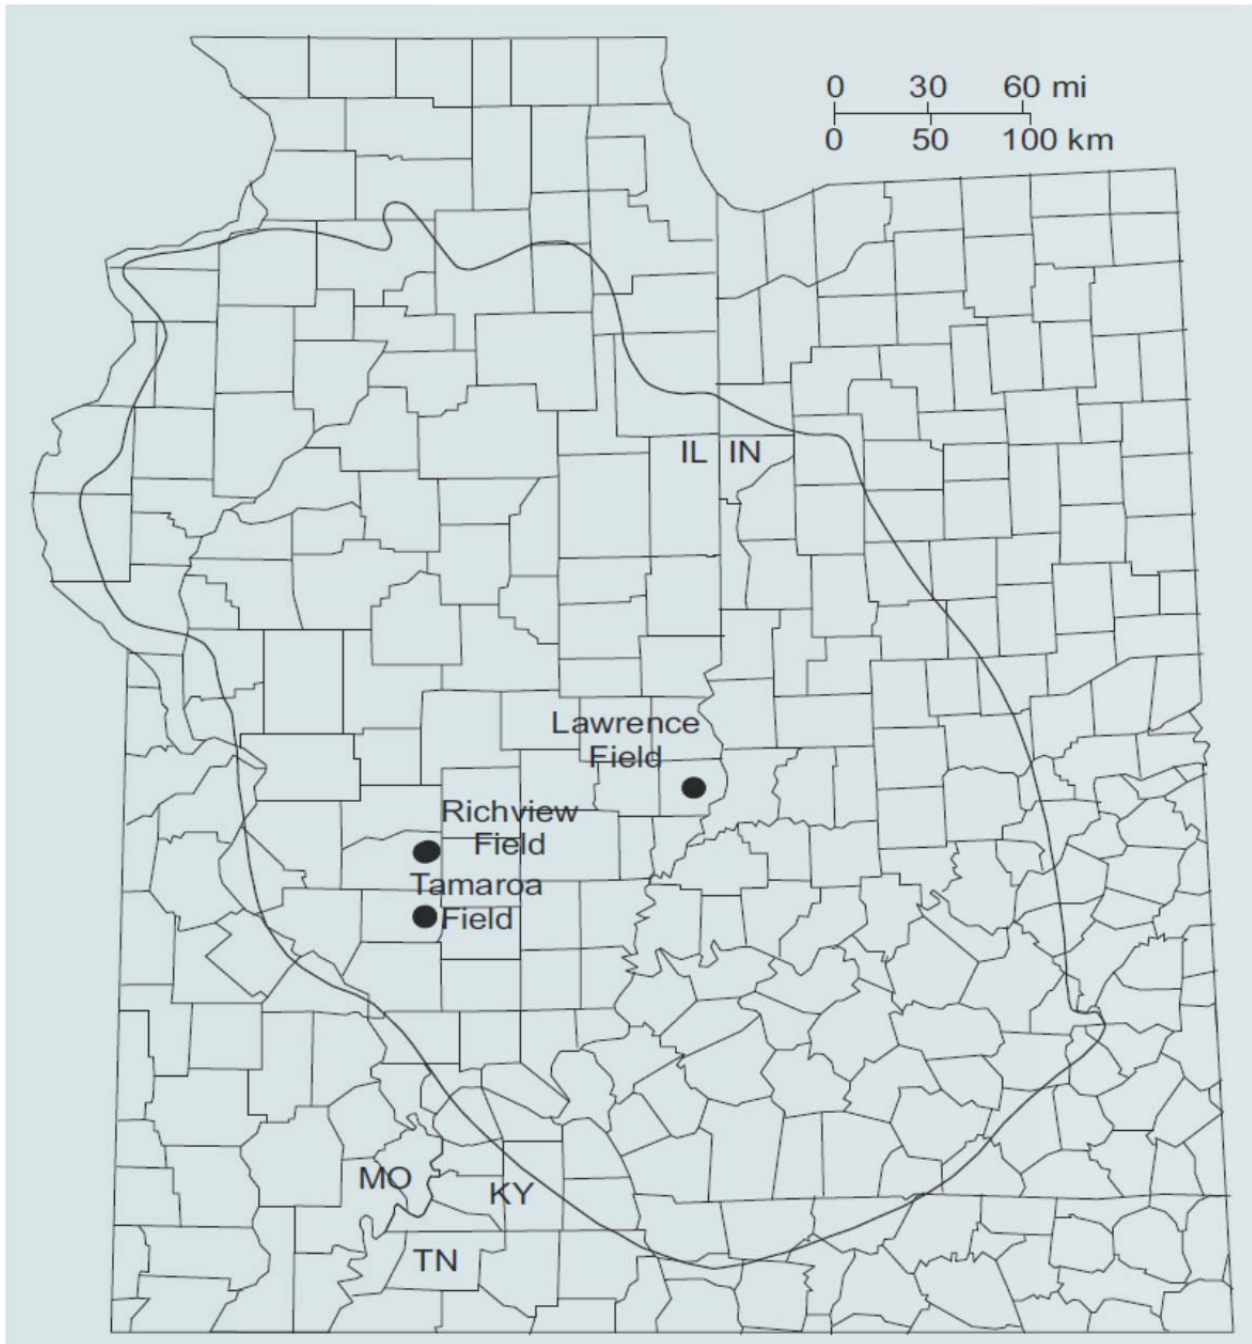 0 30 60 mi
0 50 100 km
IL IN
Lawrence
Field
Richview
Field
Tamaroa
Field
MO
KY
TN